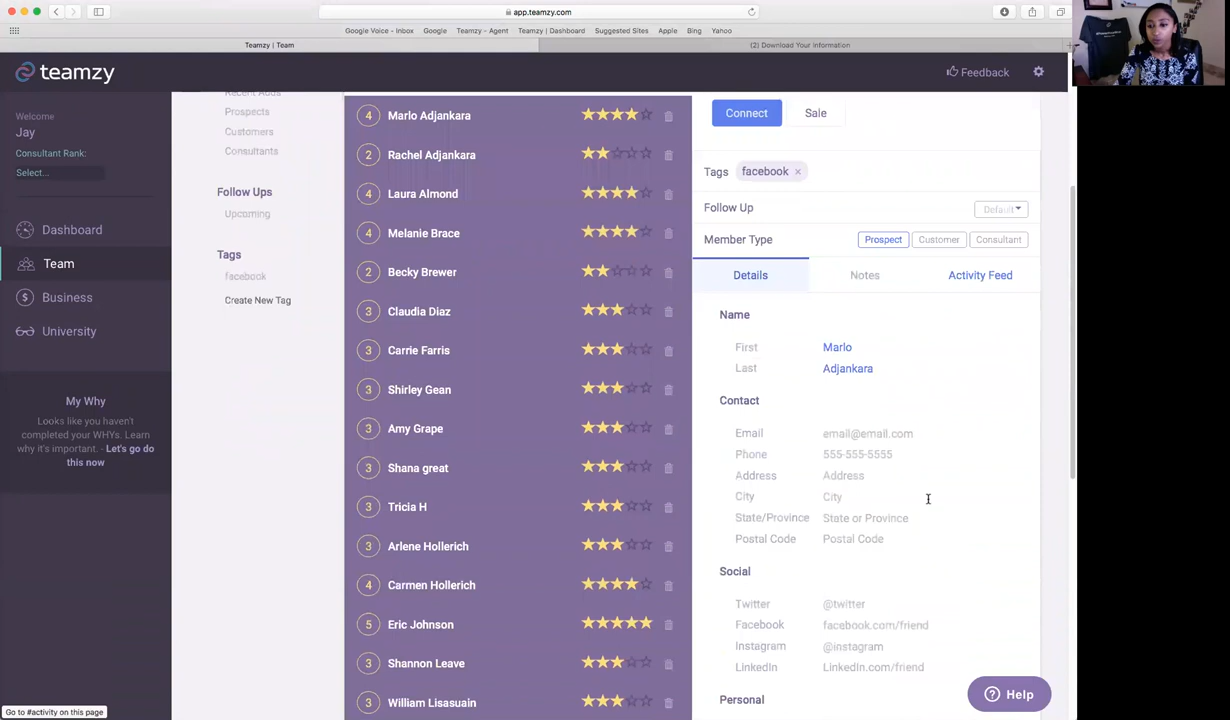 app.teamzy.com
Google Voice - Inbox
Google
Teamzy - Agent
Teamzy | Dashboard
Suggested Sites
Apple
Bing
Yahoo
Teamzy | Team
(2) Download Your Information
teamzy
Feedback
Welcome
Jay
Consultant Rank:
Select...
Dashboard
Team
Business
University
My Why
Looks like you haven't
completed your WHYs. Learn
why it's important. - Let's go do
this now
Recent Adds
Prospects
Customers
Consultants
Follow Ups
Upcoming
Tags
facebook
Create New Tag
4 Marlo Adjankara
2 Rachel Adjankara
4 Laura Almond
4 Melanie Brace
2 Becky Brewer
3 Claudia Diaz
3 Carrie Farris
3 Shirley Gean
3 Amy Grape
3 Shana great
3 Tricia H
3 Arlene Hollerich
4 Carmen Hollerich
5 Eric Johnson
3 Shannon Leave
3 William Lisasuain
Connect
Sale
Tags facebook ×
Follow Up Default
Member Type Prospect Customer Consultant
Details
Notes
Activity Feed
Name
First Marlo
Last Adjankara
Contact
Email email@email.com
Phone 555-555-5555
Address Address
City City
State/Province State or Province
Postal Code Postal Code
Social
Twitter @twitter
Facebook facebook.com/friend
Instagram @instagram
LinkedIn LinkedIn.com/friend
Personal
Help
Go to #activity on this page